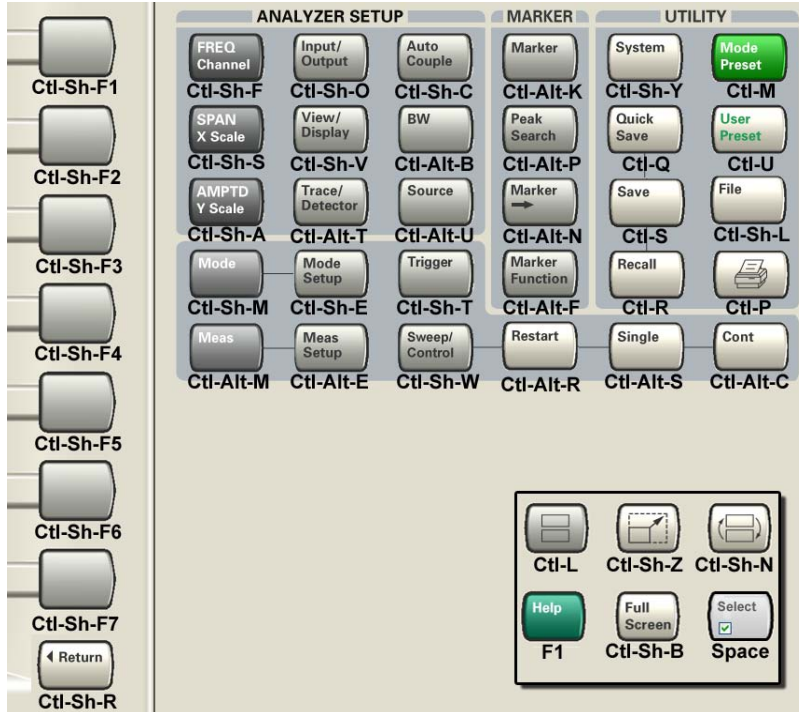 ANALYZER SETUP
MARKER
UTILITY
FREQ
Channel
Ctl-Sh-F
Input/
Output
Ctl-Sh-O
Auto
Couple
Ctl-Sh-C
Marker
Ctl-Alt-K
System
Ctl-Sh-Y
Mode
Preset
Ctl-M
SPAN
X Scale
Ctl-Sh-S
View/
Display
Ctl-Sh-V
BW
Ctl-Alt-B
Peak
Search
Ctl-Alt-P
Quick
Save
Ctl-Q
User
Preset
Ctl-U
AMPTD
Y Scale
Ctl-Sh-A
Trace/
Detector
Ctl-Alt-T
Source
Ctl-Alt-U
Marker
Ctl-Alt-N
Save
Ctl-S
File
Ctl-Sh-L
Mode
Ctl-Sh-M
Mode
Setup
Ctl-Sh-E
Trigger
Ctl-Sh-T
Marker
Function
Ctl-Alt-F
Recall
Ctl-R
Ctl-P
Meas
Ctl-Alt-M
Meas
Setup
Ctl-Alt-E
Sweep/
Control
Ctl-Sh-W
Restart
Ctl-Alt-R
Single
Ctl-Alt-S
Cont
Ctl-Alt-C
Ctl-Sh-F1
Ctl-Sh-F2
Ctl-Sh-F3
Ctl-Sh-F4
Ctl-Sh-F5
Ctl-Sh-F6
Ctl-Sh-F7
Return
Ctl-Sh-R
Ctl-L
Ctl-Sh-Z
Ctl-Sh-N
Help
F1
Full
Screen
Ctl-Sh-B
Select
Space